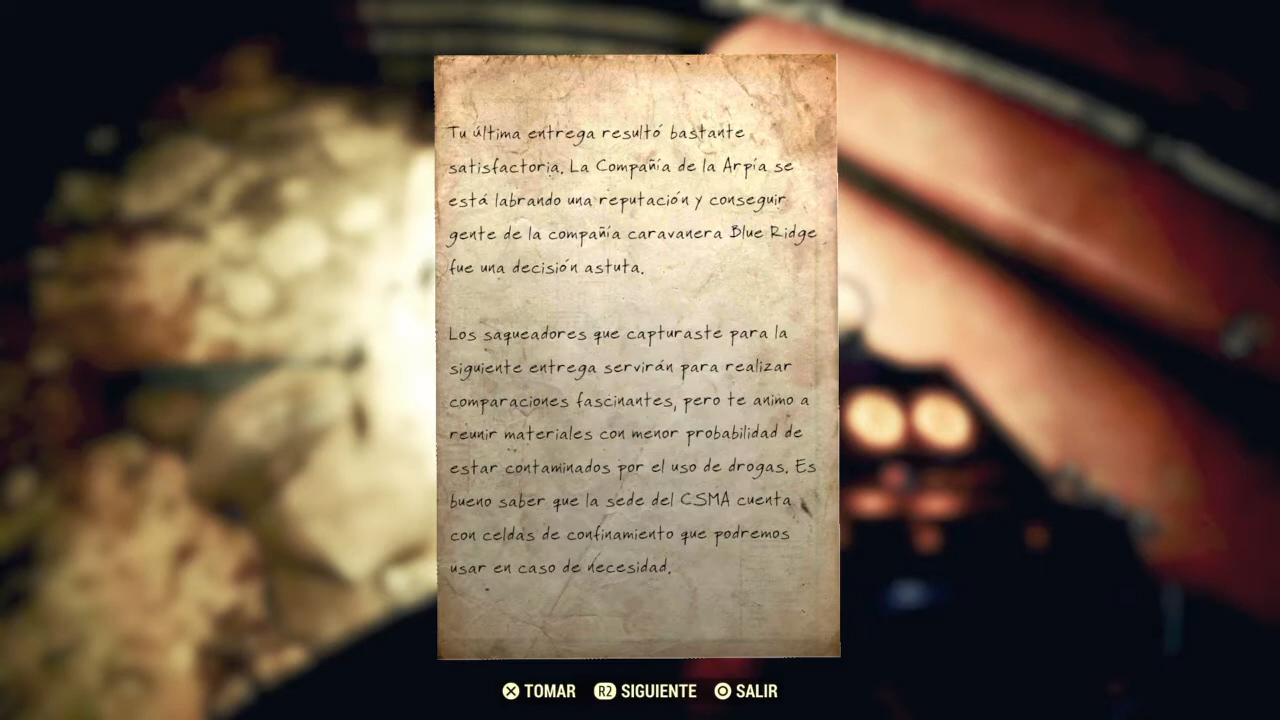 Tu última entrega resultó bastante
satisfactoria. La Compañía de la Arpía se
está labrando una reputación y conseguir
gente de la compañía caravanera Blue Ridge
fue una decisión astuta.
Los saqueadores que capturaste para la
siguiente entrega servirán para realizar
comparaciones fascinantes, pero te animo a
reunir materiales con menor probabilidad de
estar contaminados por el uso de drogas. Es
bueno saber que la sede del CSMA cuenta
con celdas de confinamiento que podremos
usar en caso de necesidad.
TOMAR R2 SIGUIENTE SALIR